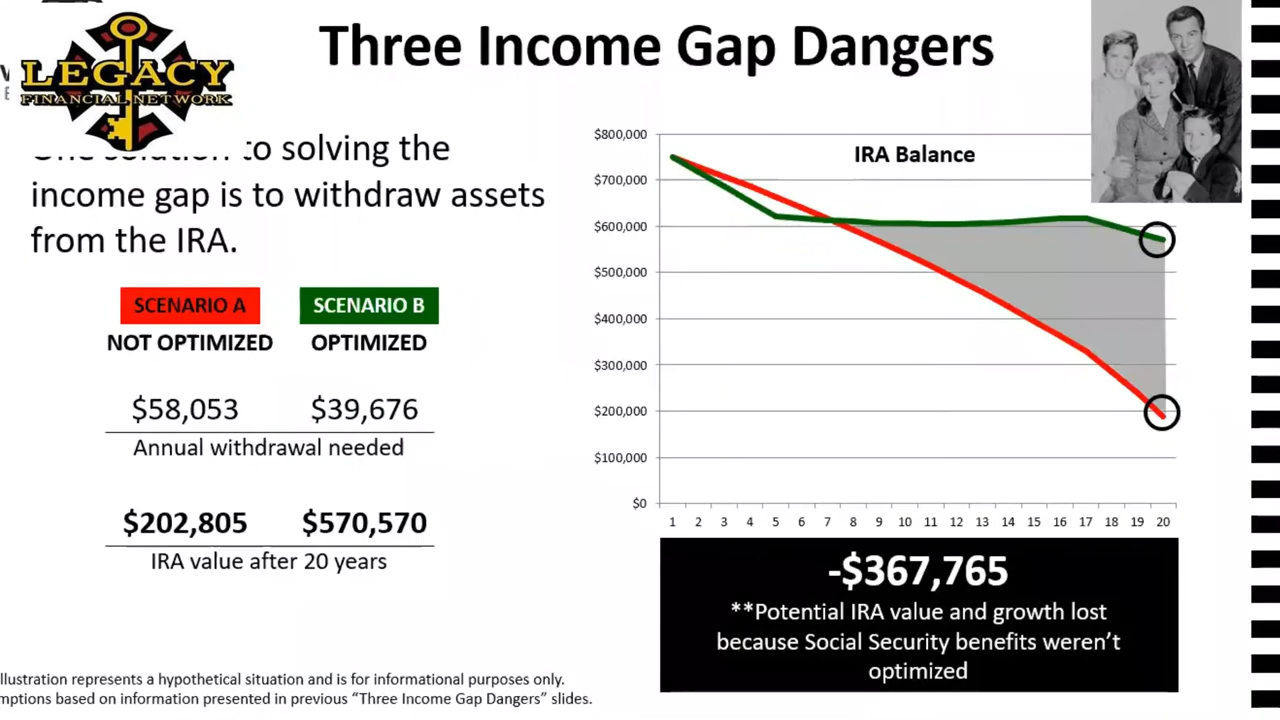 Three Income Gap Dangers
LEGACY
FINANCIAL NETWORK
to solving the
income gap is to withdraw assets
from the IRA.
SCENARIO A SCENARIO B
NOT OPTIMIZED OPTIMIZED
$58,053 $39,676
Annual withdrawal needed
$202,805 $570,570
IRA value after 20 years
IRA Balance
$800,000
$700,000
$600,000
$500,000
$400,000
$300,000
$200,000
$100,000
$0
1 2 3 4 5 6 7 8 9 10 11 12 13 14 15 16 17 18 19 20
-$367,765
**Potential IRA value and growth lost
because Social Security benefits weren't
optimized
llustration represents a hypothetical situation and is for informational purposes only.
mptions based on information presented in previous “Three Income Gap Dangers” slides.